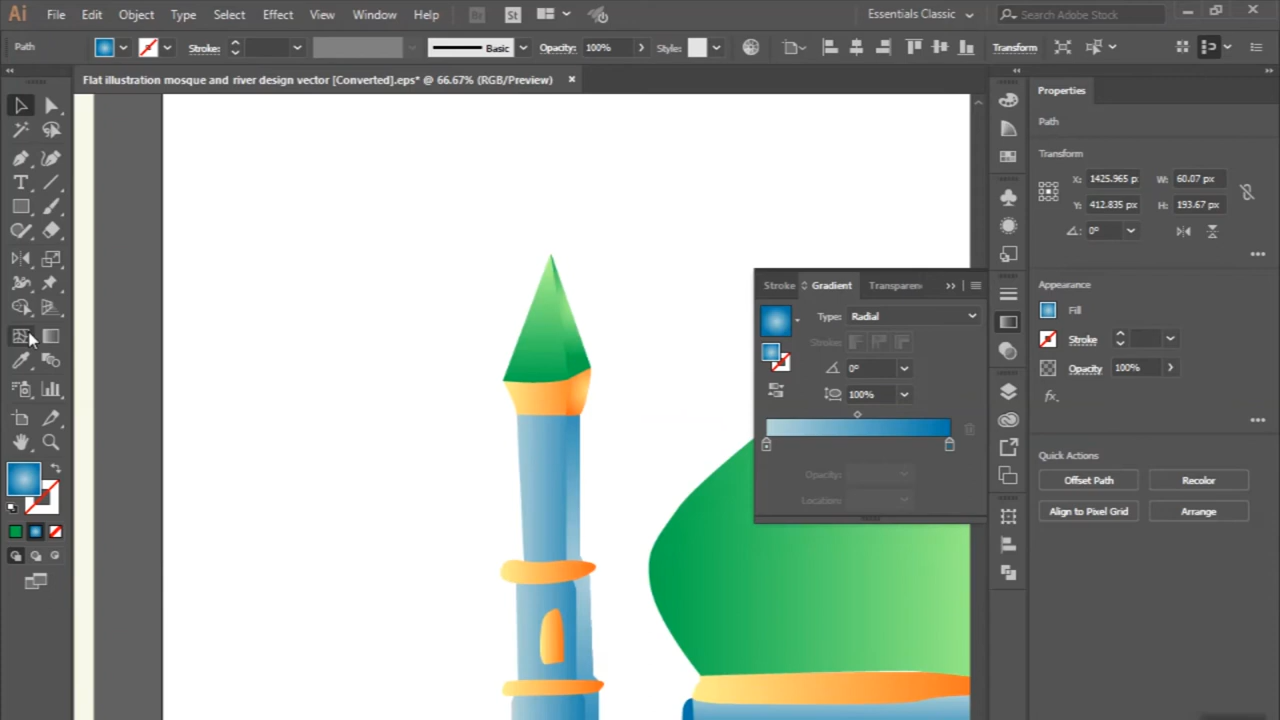 Ai File Edit Object Type Select Effect View Window Help Br St Essentials Classic Search Adobe Stock
Path Stroke: Basic Opacity: 100% Style: Transform
Flat illustration mosque and river design vector [Converted].eps* @ 66.67% (RGB/Preview)
Properties
Path
Transform
X: 1425.965 p W: 60.07 px
Y: 412.835 px H: 193.67 px
0°
Appearance
Fill
Stroke
Opacity 100%
fx.
Quick Actions
Offset Path Recolor
Align to Pixel Grid Arrange
Stroke Gradient Transparen
Type: Radial
Stroke:
0°
100%
Opacity:
Location:
T